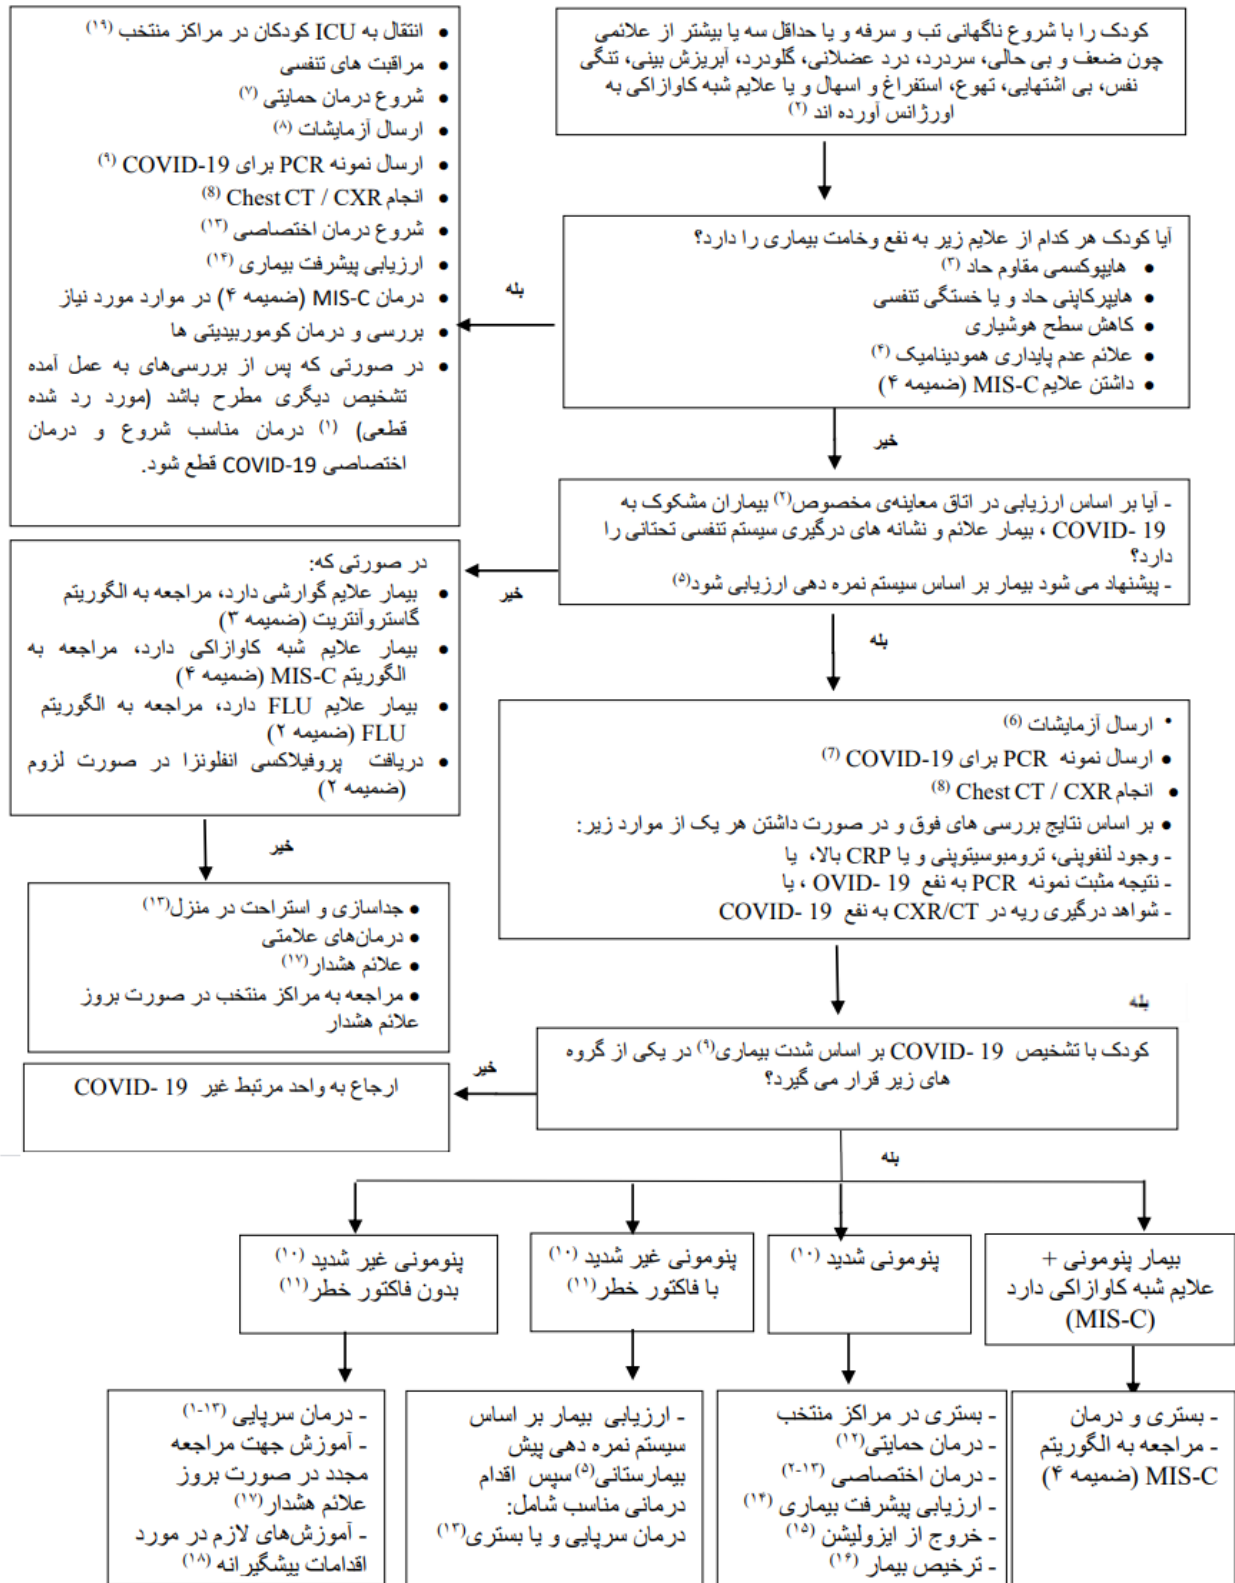 کودک را با شروع ناگهانی تب و سرفه و یا حداقل سه یا بیشتر از علائمی
چون ضعف و بی حالی، سردرد، درد عضلانی، گلودرد، آبریزش بینی، تنگی
نفس، بی اشتهایی، تهوع، استفراغ و اسهال و یا علایم شبه کاوازاکی به
اورژانس آورده اند (۲)
آیا کودک هر کدام از علایم زیر به نفع وخامت بیماری را دارد؟
• هایپوکسمی مقاوم حاد (۳)
• هایپرکاپنی حاد و یا خستگی تنفسی
• کاهش سطح هوشیاری
• علائم عدم پایداری همودینامیک (۴)
• داشتن علایم MIS-C (ضمیمه ۴)
بله
• انتقال به ICU کودکان در مراکز منتخب (۱۹)
• مراقبت های تنفسی
• شروع درمان حمایتی (۷)
• ارسال آزمایشات (۸)
• ارسال نمونه PCR برای COVID-19 (۹)
• انجام Chest CT / CXR (8)
• شروع درمان اختصاصی (۱۳)
• ارزیابی پیشرفت بیماری (۱۴)
• درمان MIS-C (ضمیمه ۴) در موارد مورد نیاز
• بررسی و درمان کوموربیدیتی ها
• در صورتی که پس از بررسی‌های به عمل آمده
تشخیص دیگری مطرح باشد (مورد رد شده
قطعی) (۱) درمان مناسب شروع و درمان
اختصاصی COVID-19 قطع شود.
خیر
- آیا بر اساس ارزیابی در اتاق معاینه‌ی مخصوص(۲) بیماران مشکوک به
COVID- 19 ، بیمار علائم و نشانه های درگیری سیستم تنفسی تحتانی را
دارد؟
- پیشنهاد می شود بیمار بر اساس سیستم نمره دهی ارزیابی شود(۵)
خیر
در صورتی که:
• بیمار علایم گوارشی دارد، مراجعه به الگوریتم
گاستروآنتریت (ضمیمه ۳)
• بیمار علایم شبه کاوازاکی دارد، مراجعه به
الگوریتم MIS-C (ضمیمه ۴)
• بیمار علایم FLU دارد، مراجعه به الگوریتم
FLU (ضمیمه ۲)
• دریافت پروفیلاکسی انفلونزا در صورت لزوم
(ضمیمه ۲)
خیر
• جداسازی و استراحت در منزل(۱۳)
• درمان‌های علامتی
• علائم هشدار(۱۷)
• مراجعه به مراکز منتخب در صورت بروز
علائم هشدار
بله
• ارسال آزمایشات (6)
• ارسال نمونه PCR برای COVID-19 (7)
• انجام Chest CT / CXR (8)
• بر اساس نتایج بررسی های فوق و در صورت داشتن هر یک از موارد زیر:
- وجود لنفوپنی، ترومبوسیتوپنی و یا CRP بالا، یا
- نتیجه مثبت نمونه PCR به نفع OVID- 19 ، یا
- شواهد درگیری ریه در CXR/CT به نفع COVID- 19
بله
کودک با تشخیص COVID- 19 بر اساس شدت بیماری(۹) در یکی از گروه
های زیر قرار می گیرد؟
خیر
ارجاع به واحد مرتبط غیر COVID- 19
بله
بیمار پنومونی +
علایم شبه کاوازاکی دارد
(MIS-C)
پنومونی شدید (۱۰)
پنومونی غیر شدید (۱۰)
با فاکتور خطر(۱۱)
پنومونی غیر شدید (۱۰)
بدون فاکتور خطر(۱۱)
- بستری و درمان
- مراجعه به الگوریتم
MIS-C (ضمیمه ۴)
- بستری در مراکز منتخب
- درمان حمایتی(۱۲)
- درمان اختصاصی (۱۳-۲)
- ارزیابی پیشرفت بیماری (۱۴)
- خروج از ایزولیشن (۱۵)
- ترخیص بیمار (۱۶)
- ارزیابی بیمار بر اساس
سیستم نمره دهی پیش
بیمارستانی(۵) سپس اقدام
درمانی مناسب شامل:
درمان سرپایی و یا بستری(۱۳)
- درمان سرپایی (۱۳-۱)
- آموزش جهت مراجعه
مجدد در صورت بروز
علائم هشدار(۱۷)
- آموزش‌های لازم در مورد
اقدامات پیشگیرانه (۱۸)